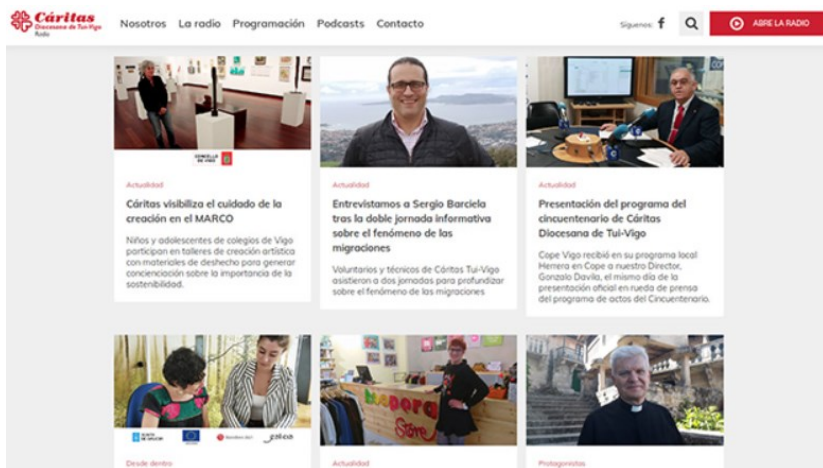 Cáritas
Diocesana de Tui-Vigo
Radio
Nosotros La radio Programación Podcasts Contacto
Síguenos:
ABRE LA RADIO
CONCELLO
DE VIGO
Actualidad
Cáritas visibiliza el cuidado de la
creación en el MARCO
Niños y adolescentes de colegios de Vigo
participan en talleres de creación artística
con materiales de deshecho para generar
concienciación sobre la importancia de la
sostenibilidad.
Actualidad
Entrevistamos a Sergio Barciela
tras la doble jornada informativa
sobre el fenómeno de las
migraciones
Voluntarios y técnicos de Cáritas Tui-Vigo
asistieron a dos jornadas para profundizar
sobre el fenómeno de las migraciones
Actualidad
Presentación del programa del
cincuentenario de Cáritas
Diocesana de Tui-Vigo
Cope Vigo recibió en su programa local
Herrera en Cope a nuestro Director,
Gonzalo Davila, el mismo día de la
presentación oficial en rueda de prensa
del programa de actos del Cincuentenario.
XUNTA
DE GALICIA
Mepora
Store
Desde dentro
Actualidad
Protagonistas